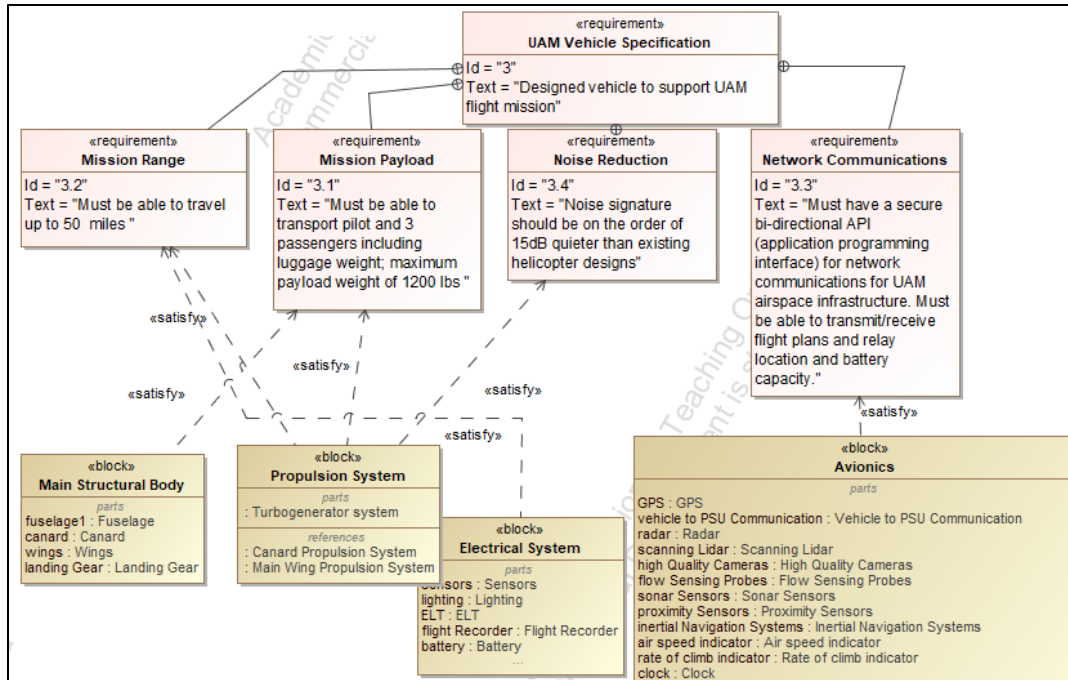 «requirement»
UAM Vehicle Specification
Id = "3"
Text = "Designed vehicle to support UAM
flight mission"
«requirement»
Mission Range
Id = "3.2"
Text = "Must be able to travel
up to 50 miles "
«requirement»
Mission Payload
Id = "3.1"
Text = "Must be able to
transport pilot and 3
passengers including
luggage weight; maximum
payload weight of 1200 lbs "
«requirement»
Noise Reduction
Id = "3.4"
Text = "Noise signature
should be on the order of
15dB quieter than existing
helicopter designs"
«requirement»
Network Communications
Id = "3.3"
Text = "Must have a secure
bi-directional API
(application programming
interface) for network
communications for UAM
airspace infrastructure. Must
be able to transmit/receive
flight plans and relay
location and battery
capacity."
«satisfy»
«satisfy»
«satisfy»
«satisfy»
«satisfy»
«satisfy»
«block»
Main Structural Body
parts
fuselage1 : Fuselage
canard : Canard
wings : Wings
landing Gear : Landing Gear
«block»
Propulsion System
parts
: Turbogenerator system
references
: Canard Propulsion System
: Main Wing Propulsion System
«block»
Electrical System
parts
sensors : Sensors
lighting : Lighting
ELT : ELT
flight Recorder : Flight Recorder
battery : Battery
...
«block»
Avionics
parts
GPS : GPS
vehicle to PSU Communication : Vehicle to PSU Communication
radar : Radar
scanning Lidar : Scanning Lidar
high Quality Cameras : High Quality Cameras
flow Sensing Probes : Flow Sensing Probes
sonar Sensors : Sonar Sensors
proximity Sensors : Proximity Sensors
inertial Navigation Systems : Inertial Navigation Systems
air speed indicator : Air speed indicator
rate of climb indicator : Rate of climb indicator
clock : Clock
Academic
Teaching